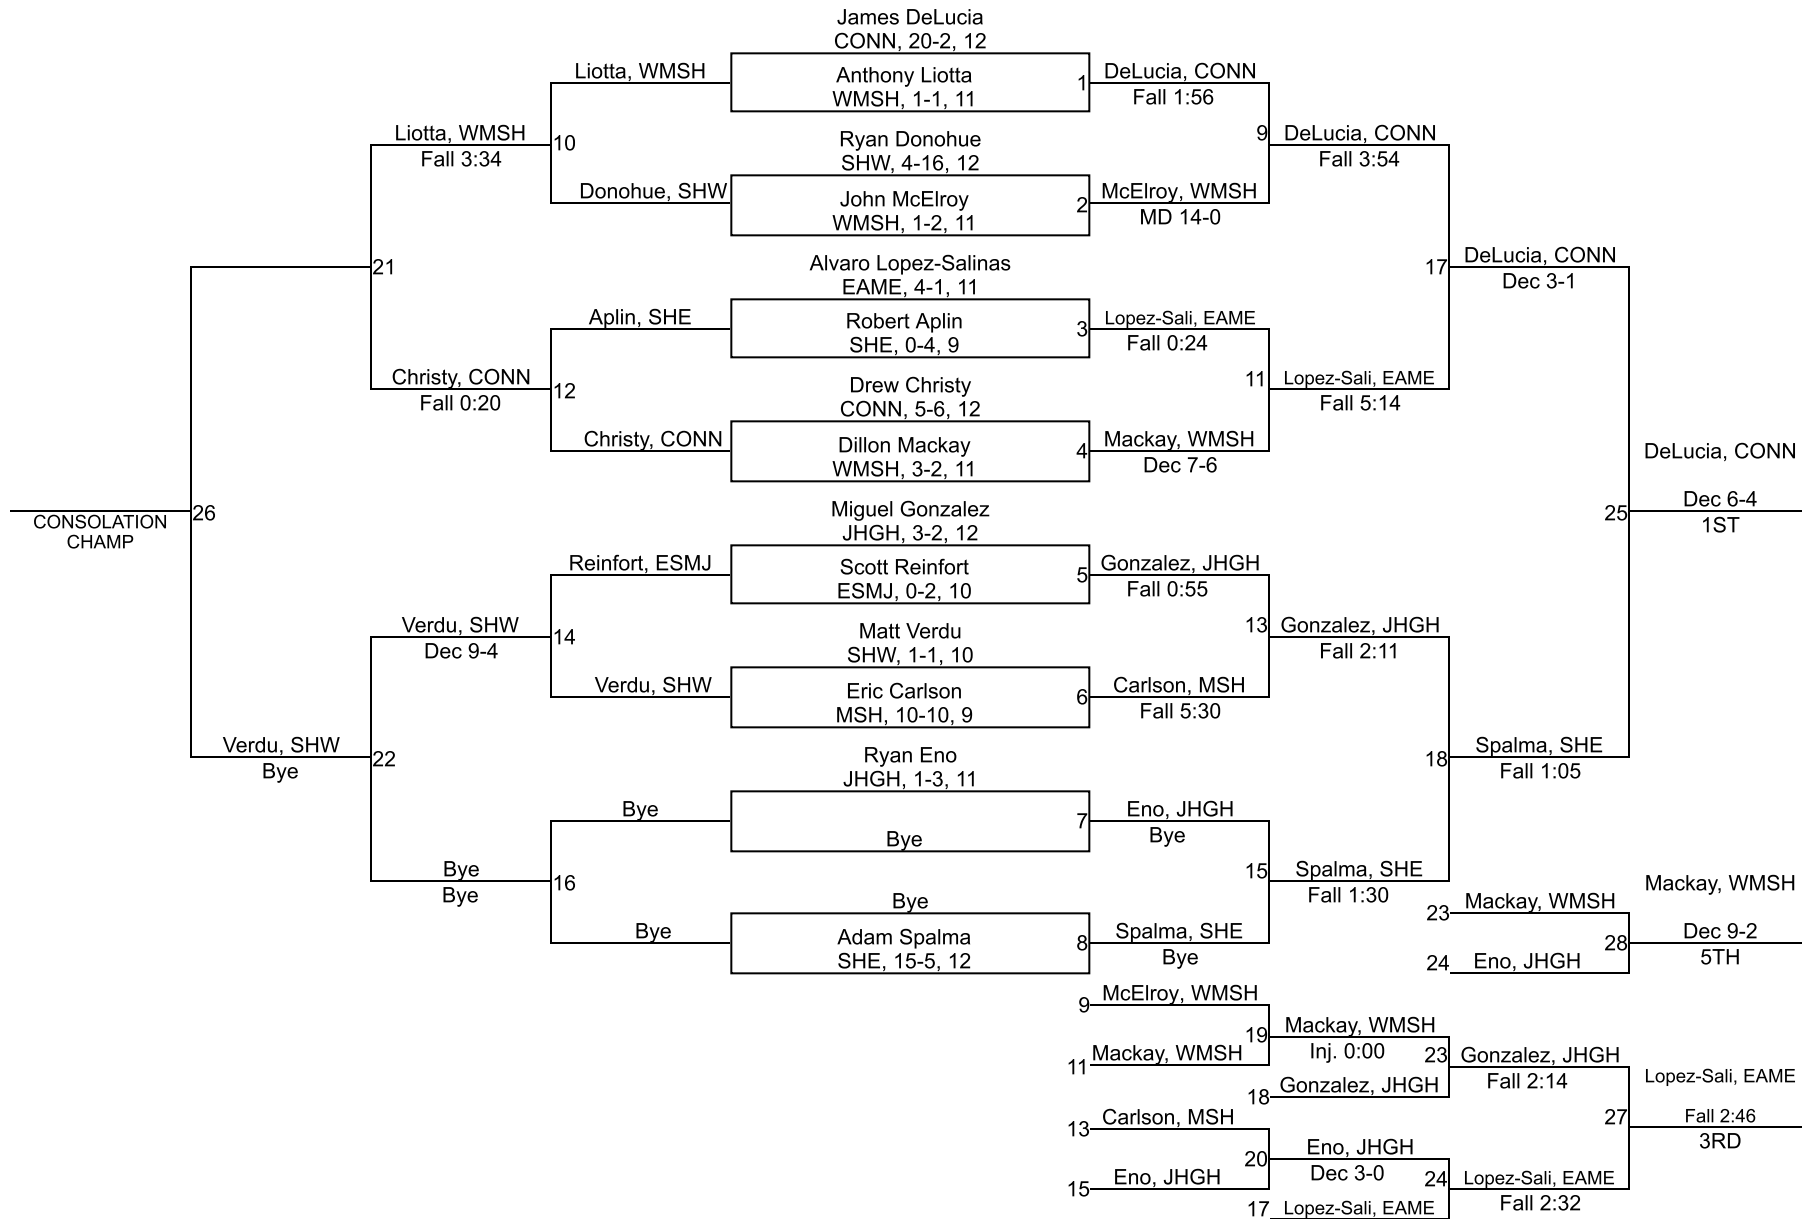 James DeLucia
CONN, 20-2, 12
Liotta, WMSH
Anthony Liotta
WMSH, 1-1, 11
1
DeLucia, CONN
Fall 1:56
Liotta, WMSH
Fall 3:34
10
Ryan Donohue
SHW, 4-16, 12
9
DeLucia, CONN
Fall 3:54
Donohue, SHW
John McElroy
WMSH, 1-2, 11
2
McElroy, WMSH
MD 14-0
21
Alvaro Lopez-Salinas
EAME, 4-1, 11
17
DeLucia, CONN
Dec 3-1
Aplin, SHE
Robert Aplin
SHE, 0-4, 9
3
Lopez-Sali, EAME
Fall 0:24
Christy, CONN
Fall 0:20
12
Drew Christy
CONN, 5-6, 12
11
Lopez-Sali, EAME
Fall 5:14
Christy, CONN
Dillon Mackay
WMSH, 3-2, 11
4
Mackay, WMSH
Dec 7-6
DeLucia, CONN
CONSOLATION
CHAMP
26
Miguel Gonzalez
JHGH, 3-2, 12
25
Dec 6-4
1ST
Reinfort, ESMJ
Scott Reinfort
ESMJ, 0-2, 10
5
Gonzalez, JHGH
Fall 0:55
Verdu, SHW
Dec 9-4
14
Matt Verdu
SHW, 1-1, 10
13
Gonzalez, JHGH
Fall 2:11
Verdu, SHW
Eric Carlson
MSH, 10-10, 9
6
Carlson, MSH
Fall 5:30
Verdu, SHW
Bye
22
Ryan Eno
JHGH, 1-3, 11
18
Spalma, SHE
Fall 1:05
Bye
Bye
7
Eno, JHGH
Bye
Bye
Bye
16
Bye
15
Spalma, SHE
Fall 1:30
Bye
Adam Spalma
SHE, 15-5, 12
8
Spalma, SHE
Bye
Mackay, WMSH
23
Mackay, WMSH
28
Dec 9-2
5TH
24
Eno, JHGH
9
McElroy, WMSH
19
Mackay, WMSH
Inj. 0:00
11
Mackay, WMSH
23
Gonzalez, JHGH
Fall 2:14
18
Gonzalez, JHGH
Lopez-Sali, EAME
27
Fall 2:46
3RD
13
Carlson, MSH
20
Eno, JHGH
Dec 3-0
15
Eno, JHGH
24
Lopez-Sali, EAME
Fall 2:32
17
Lopez-Sali, EAME